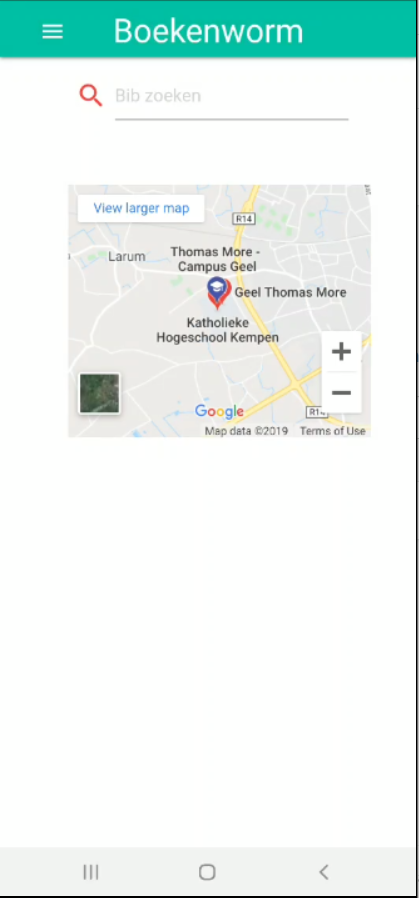 Boekenworm
Bib zoeken
View larger map
R14
Larum
Thomas More -
Campus Geel
Geel Thomas More
Katholieke
Hogeschool Kempen
+
−
Google
R14
Map data ©2019 Terms of Use